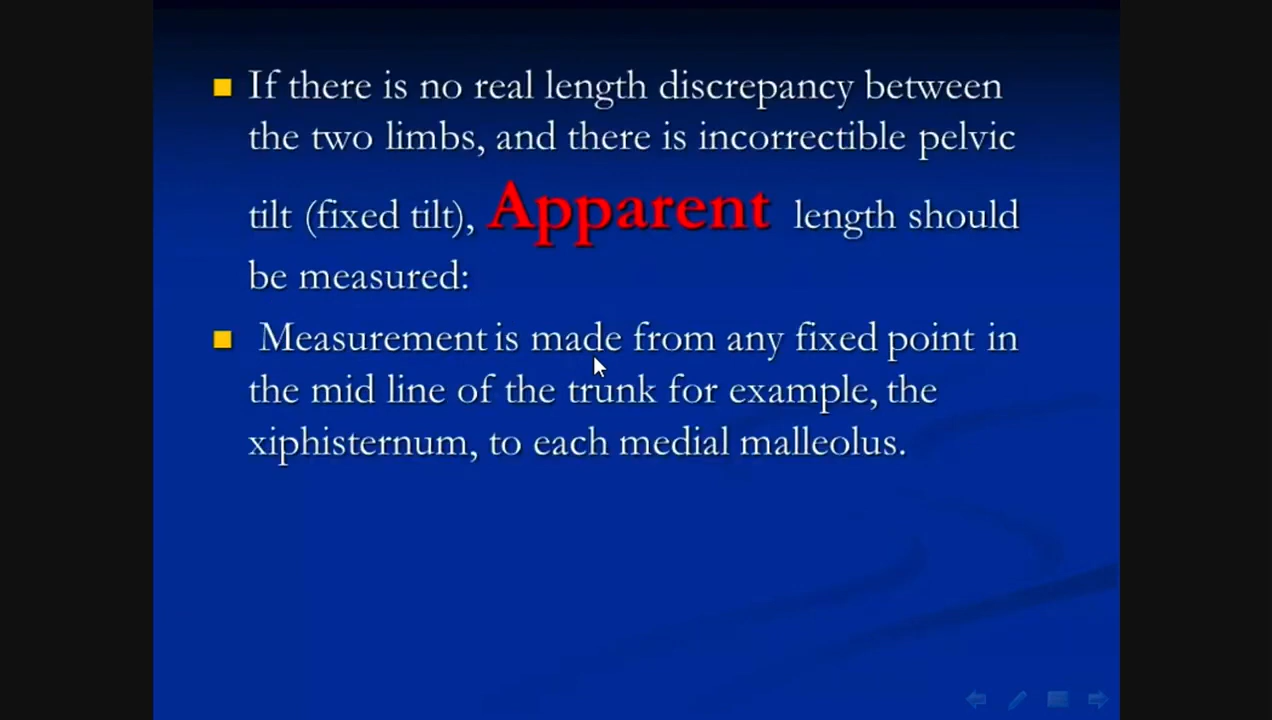 If there is no real length discrepancy between
the two limbs, and there is incorrectible pelvic
tilt (fixed tilt), Apparent length should
be measured:
Measurement is made from any fixed point in
the mid line of the trunk for example, the
xiphisternum, to each medial malleolus.